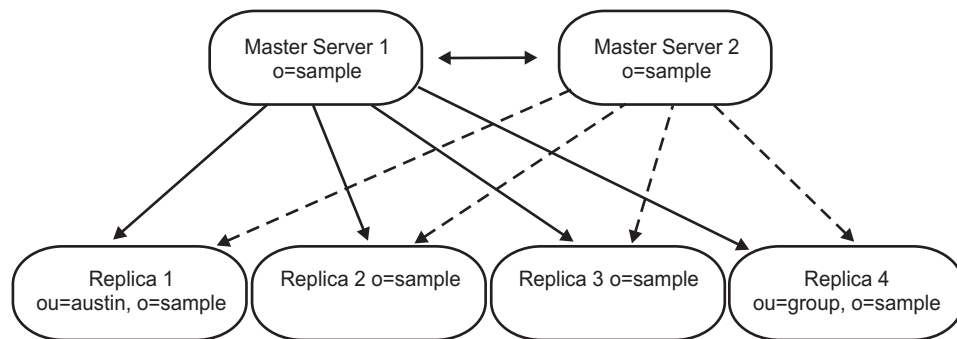 Master Server 1
o=sample
Master Server 2
o=sample
Replica 1
ou=austin, o=sample
Replica 2 o=sample
Replica 3 o=sample
Replica 4
ou=group, o=sample